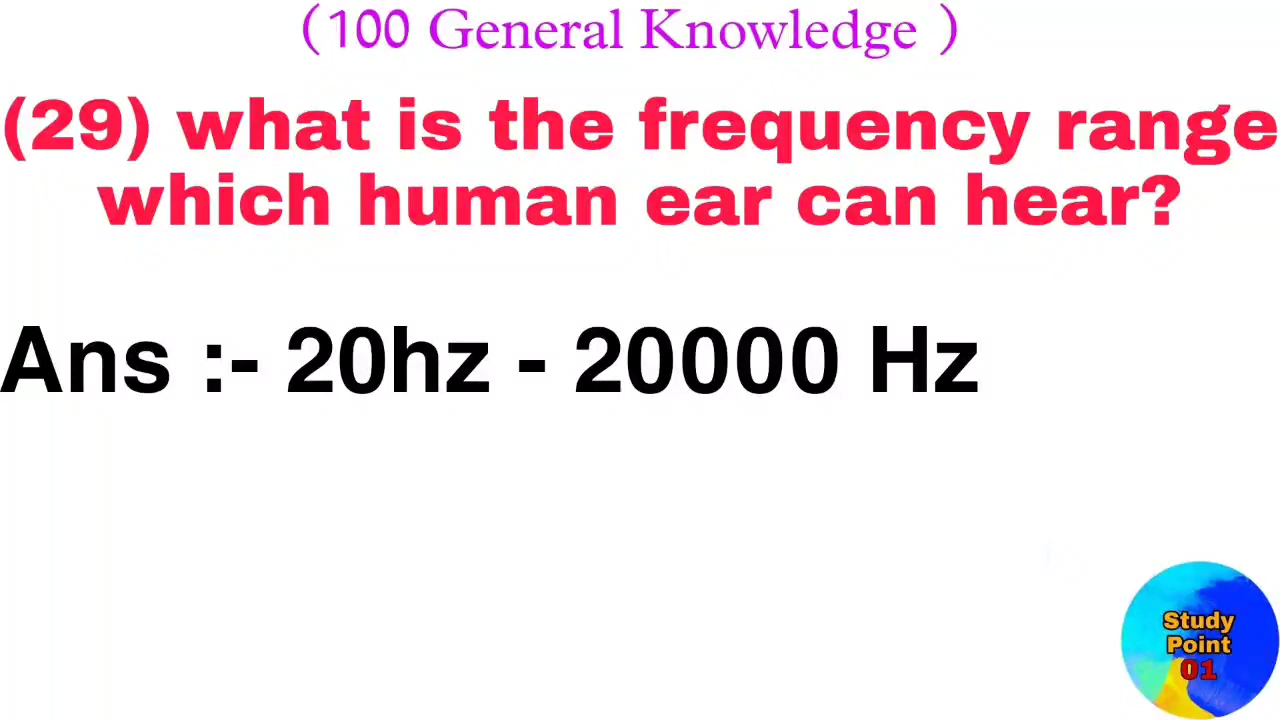 (100 General Knowledge )
(29) what is the frequency range
which human ear can hear?
Ans :- 20hz - 20000 Hz
Study
Point
01